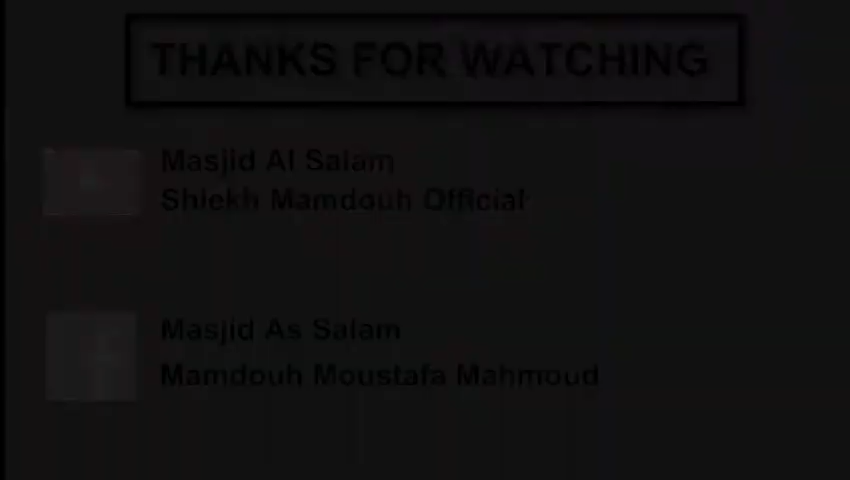 THANKS FOR WATCHING
Masjid Al Salam
Shiekh Mamdouh Official
Masjid As Salam
Mamdouh Moustafa Mahmoud